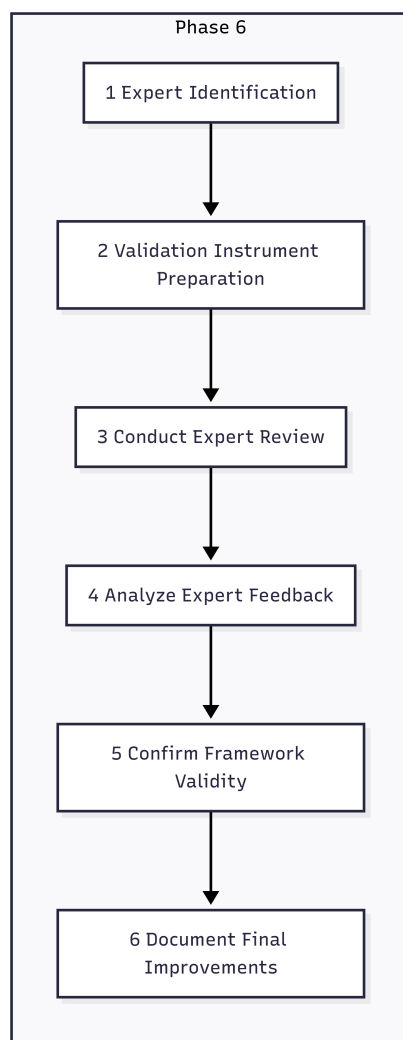 Phase 6
1 Expert Identification
2 Validation Instrument
Preparation
3 Conduct Expert Review
4 Analyze Expert Feedback
5 Confirm Framework
Validity
6 Document Final
Improvements